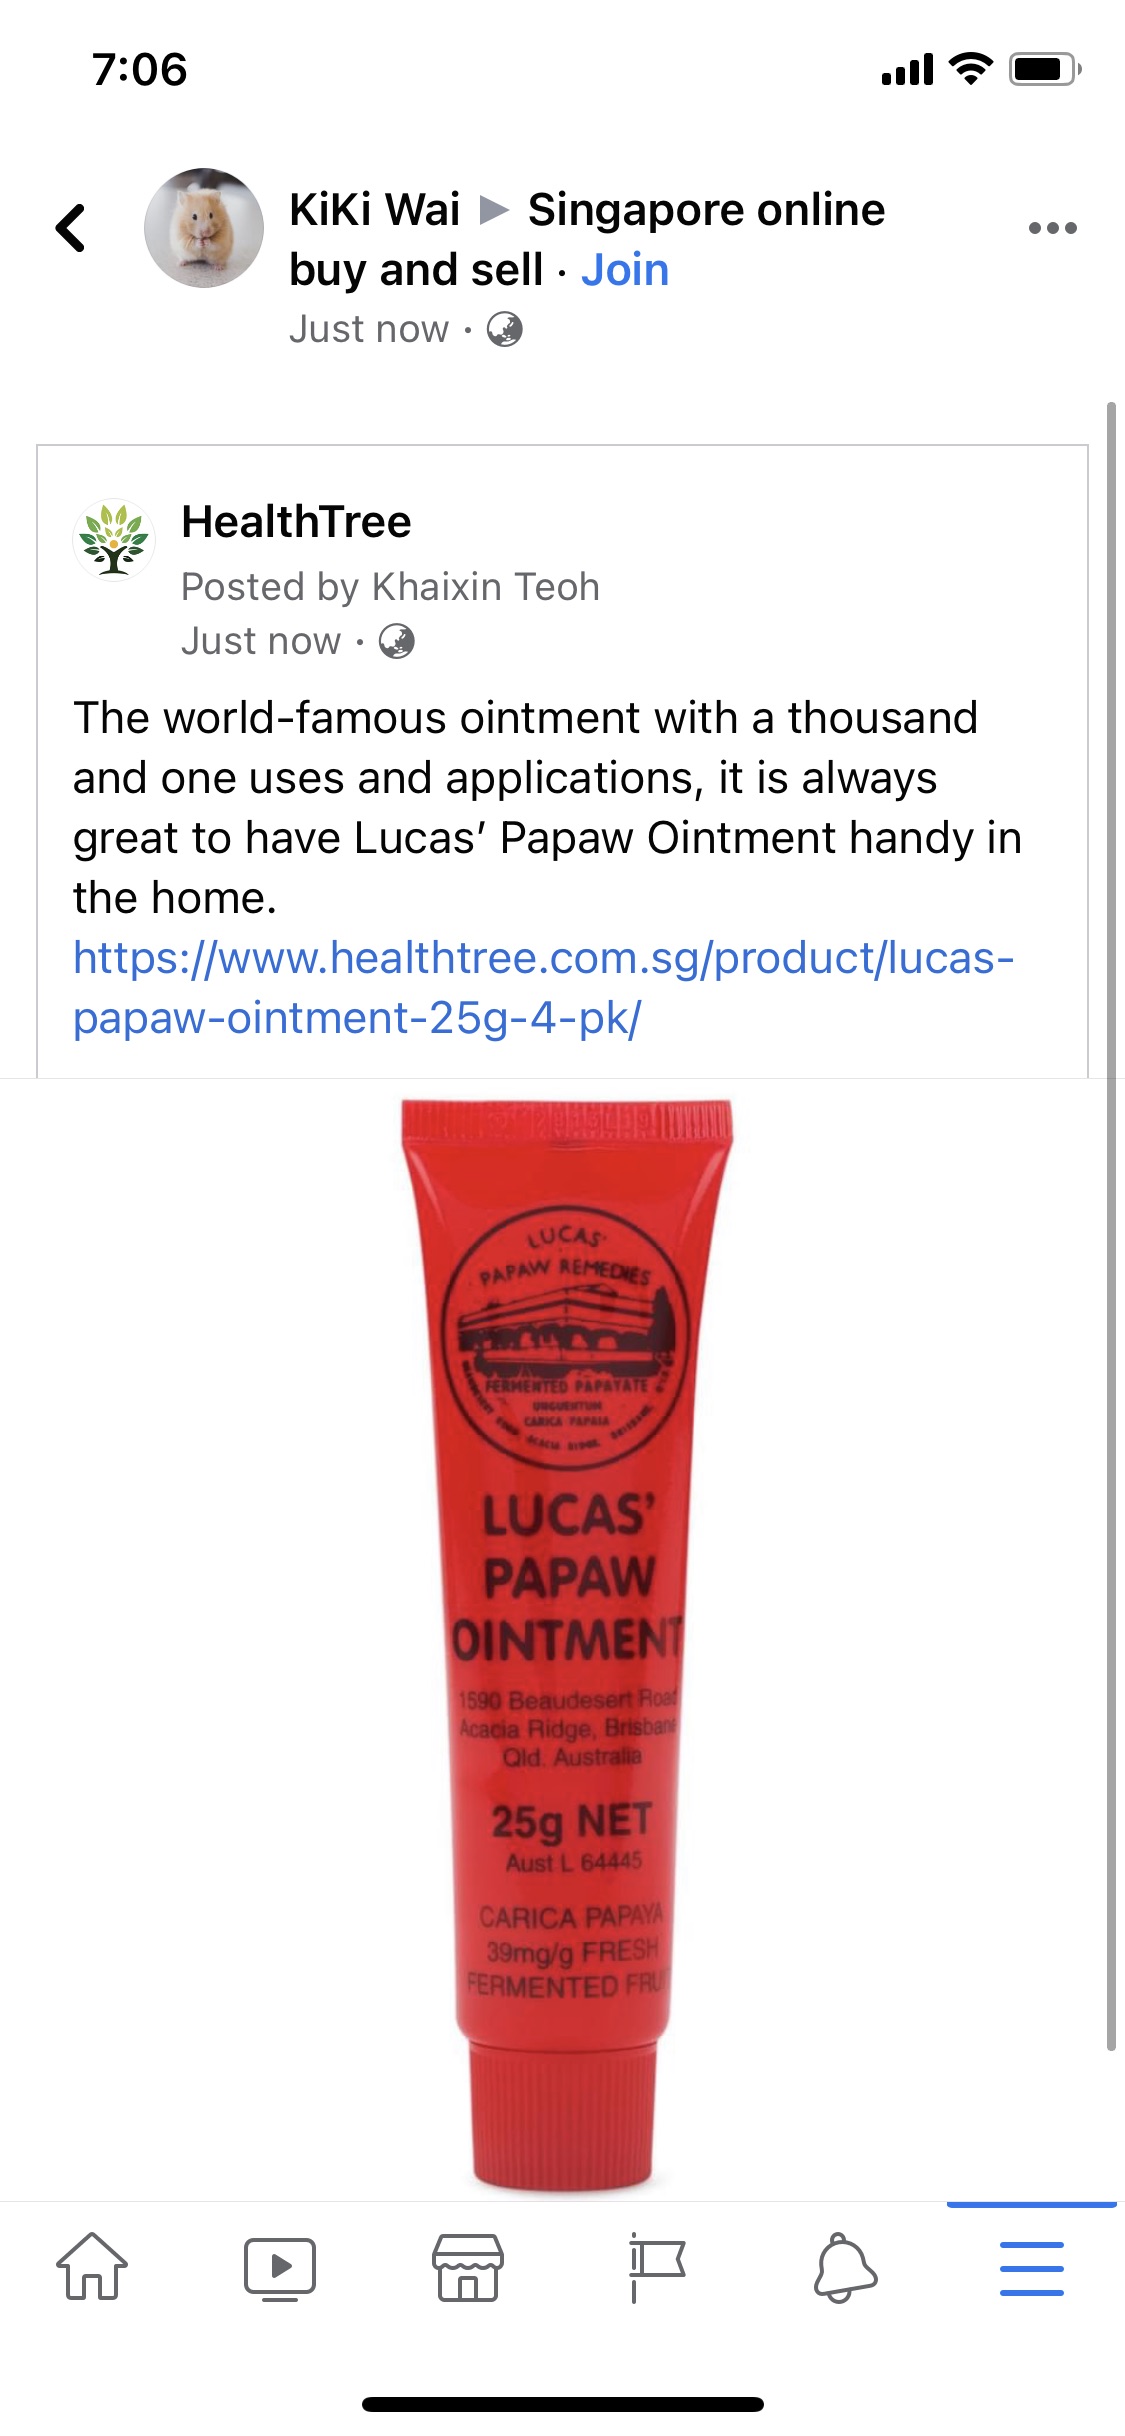 7:06
KiKi Wai ▶ Singapore online
buy and sell · Join
Just now ·
HealthTree
Posted by Khaixin Teoh
Just now ·
The world-famous ointment with a thousand
and one uses and applications, it is always
great to have Lucas’ Papaw Ointment handy in
the home.
https://www.healthtree.com.sg/product/lucas-
papaw-ointment-25g-4-pk/
LUCAS'
PAPAW REMEDIES
FERMENTED PAPAYATE
UNGUENTUM
CARICA PAPAIA
LUCAS’
PAPAW
OINTMENT
1590 Beaudesert Road
Acacia Ridge, Brisbane
Qld. Australia
25g NET
Aust L 64445
CARICA PAPAYA
39mg/g FRESH
FERMENTED FRUIT